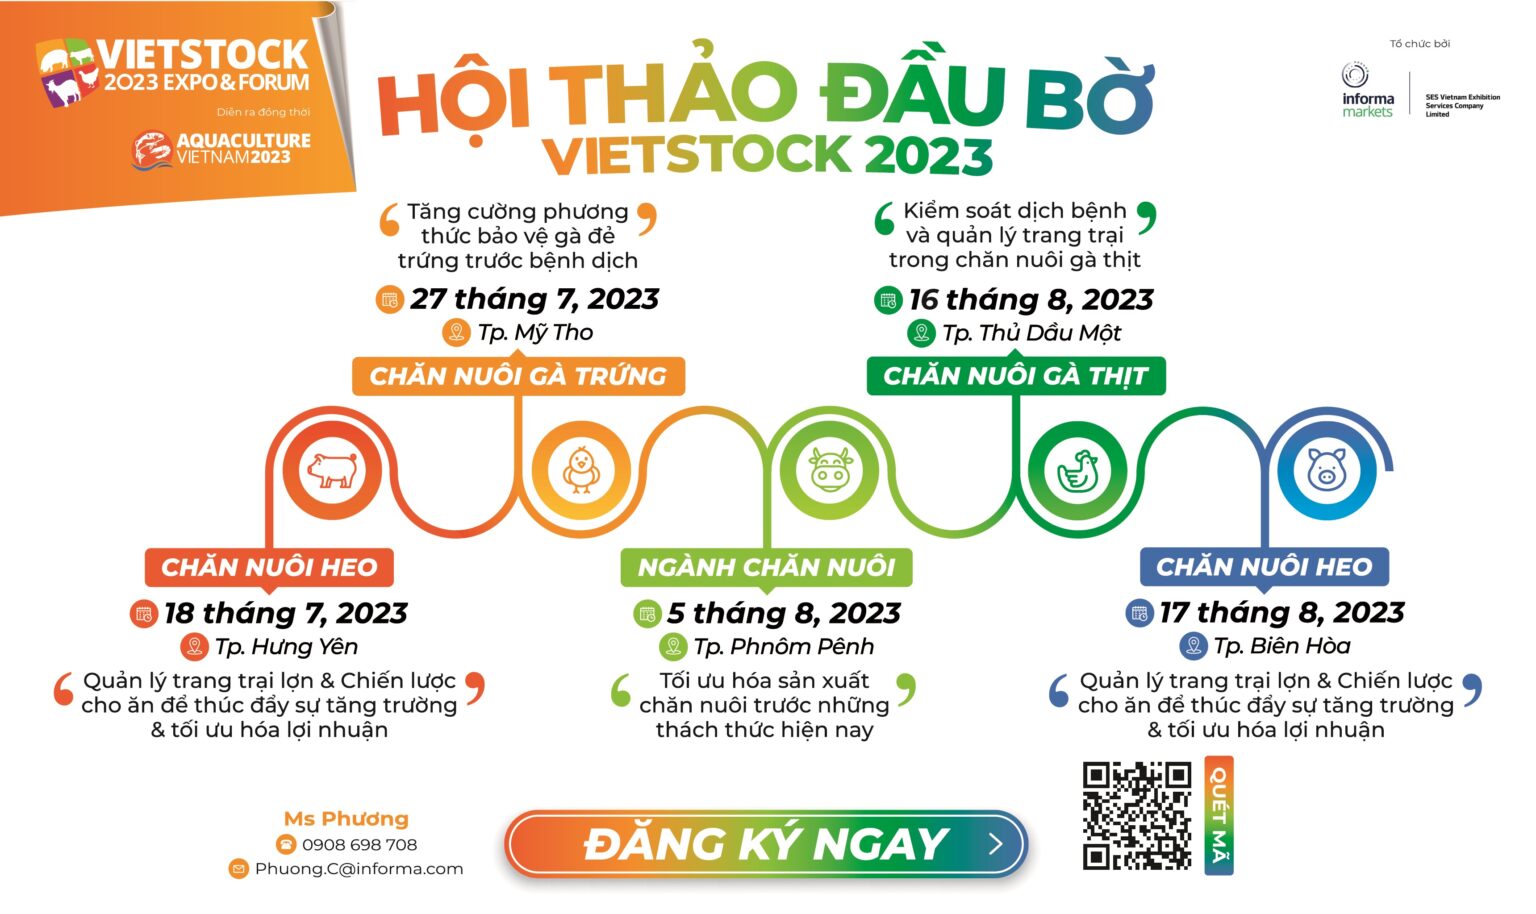 VIETSTOCK
2023 EXPO & FORUM
Diễn ra đồng thời
AQUACULTURE
VIETNAM2023
HỘI THẢO ĐẦU BỜ
VIETSTOCK 2023
Tổ chức bởi
informa
markets
SES Vietnam Exhibition
Services Company
Limited
‘ Tăng cường phương ’
thức bảo vệ gà đẻ
trứng trước bệnh dịch
27 tháng 7, 2023
Tp. Mỹ Tho
CHĂN NUÔI GÀ TRỨNG
‘ Kiểm soát dịch bệnh ’
và quản lý trang trại
trong chăn nuôi gà thịt
16 tháng 8, 2023
Tp. Thủ Dầu Một
CHĂN NUÔI GÀ THỊT
CHĂN NUÔI HEO
18 tháng 7, 2023
Tp. Hưng Yên
‘ Quản lý trang trại lợn & Chiến lược ’
cho ăn để thúc đẩy sự tăng trưởng
& tối ưu hóa lợi nhuận
NGÀNH CHĂN NUÔI
5 tháng 8, 2023
Tp. Phnôm Pênh
‘ Tối ưu hóa sản xuất ’
chăn nuôi trước những
thách thức hiện nay
CHĂN NUÔI HEO
17 tháng 8, 2023
Tp. Biên Hòa
‘ Quản lý trang trại lợn & Chiến lược ’
cho ăn để thúc đẩy sự tăng trưởng
& tối ưu hóa lợi nhuận
Ms Phương
0908 698 708
Phuong.C@informa.com
ĐĂNG KÝ NGAY
QUÉT MÃ